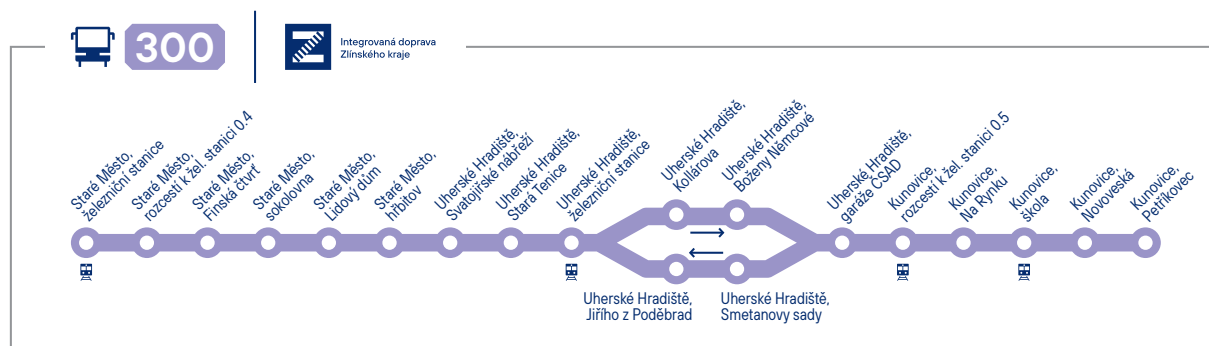 300
Integrovaná doprava
Zlínského kraje
Staré Město,
železniční stanice
Staré Město,
rozcestí k žel. stanici 0.4
Staré Město,
Finská čtvrť
Staré Město,
sokolovna
Staré Město,
Lidový dům
Staré Město,
hřbitov
Uherské Hradiště,
Svatojiřské nábřeží
Uherské Hradiště,
Stará Tenice
Uherské Hradiště,
železniční stanice
Uherské Hradiště,
Kollárova
Uherské Hradiště,
Boženy Němcové
Uherské Hradiště,
garáže ČSAD
Kunovice,
rozcestí k žel. stanici 0.5
Kunovice,
Na Rynku
Kunovice,
škola
Kunovice,
Novoveská
Kunovice,
Petříkovec
Uherské Hradiště,
Jiřího z Poděbrad
Uherské Hradiště,
Smetanovy sady